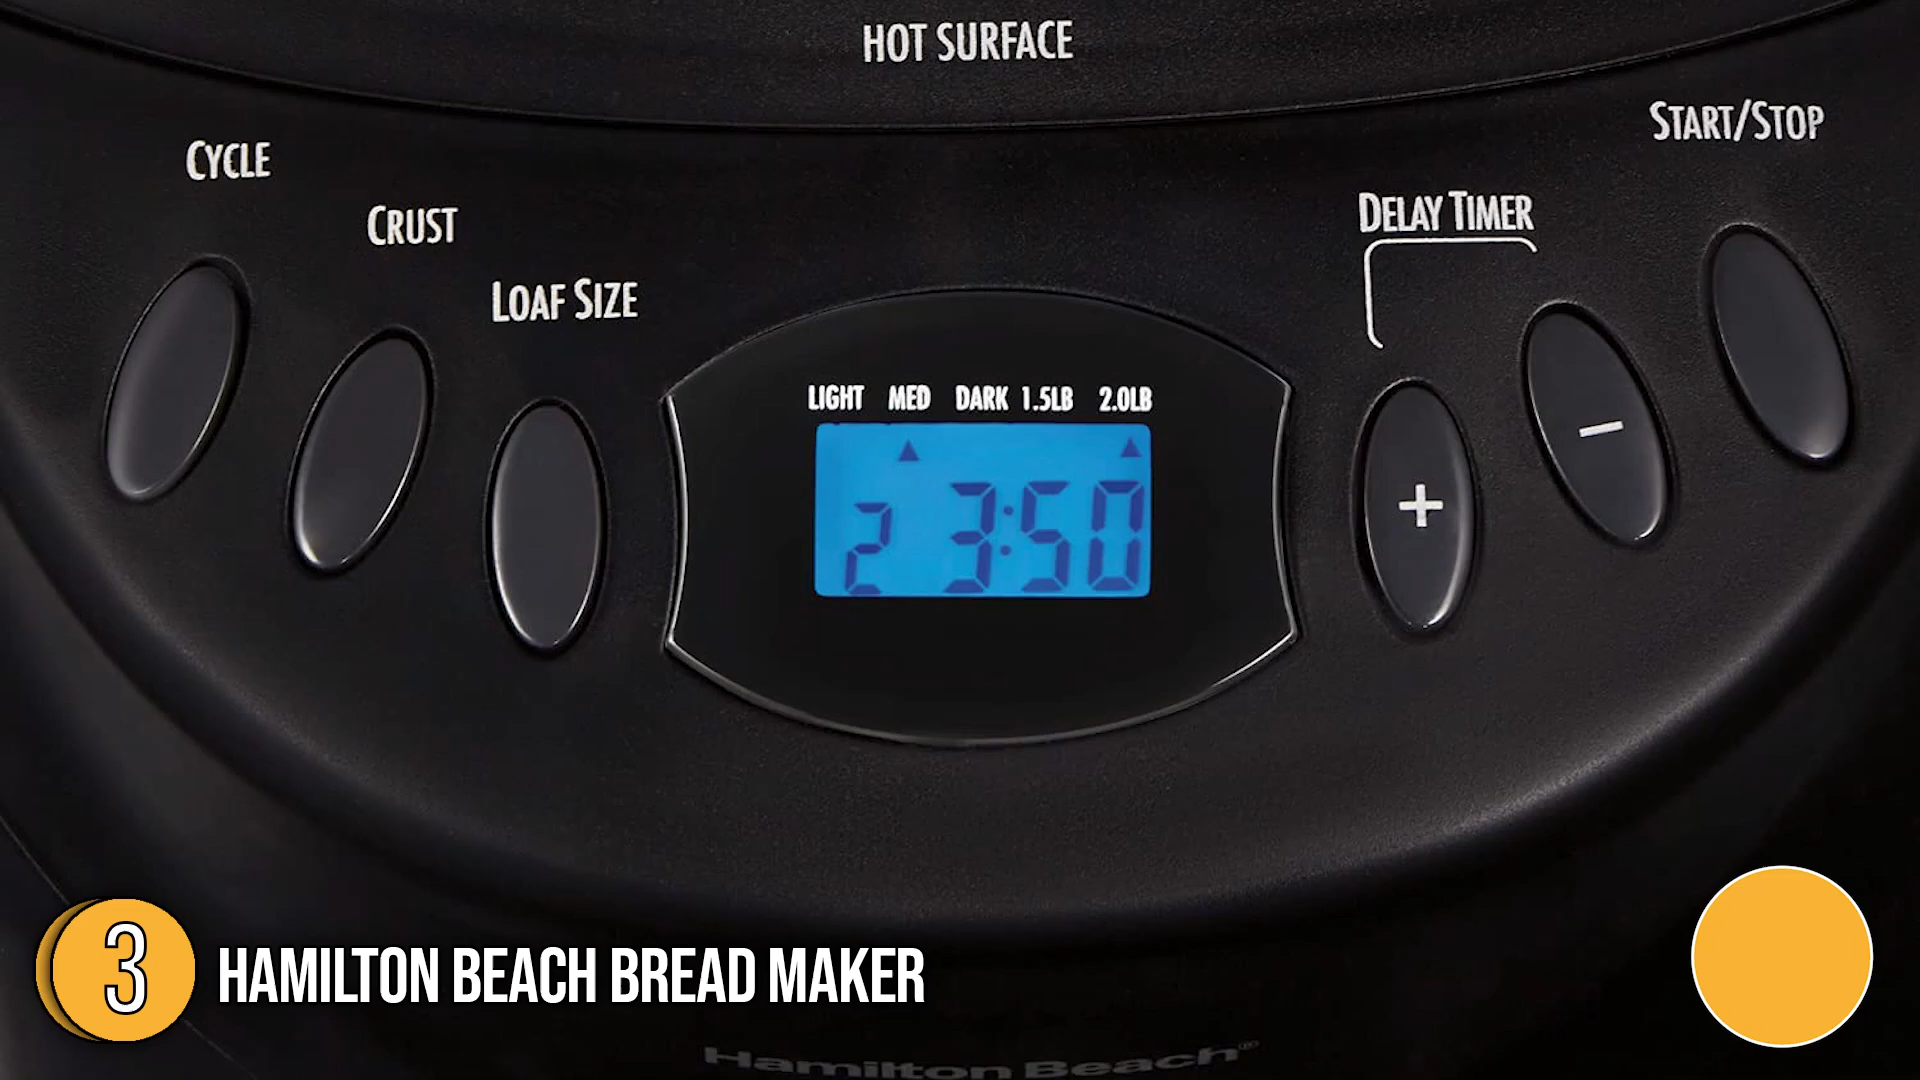 HOT SURFACE
START/STOP
CYCLE
DELAY TIMER
CRUST
LOAF SIZE
LIGHT MED DARK 1.5LB 2.0LB
2 3:50
+
−
3 HAMILTON BEACH BREAD MAKER
Hamilton Beach®